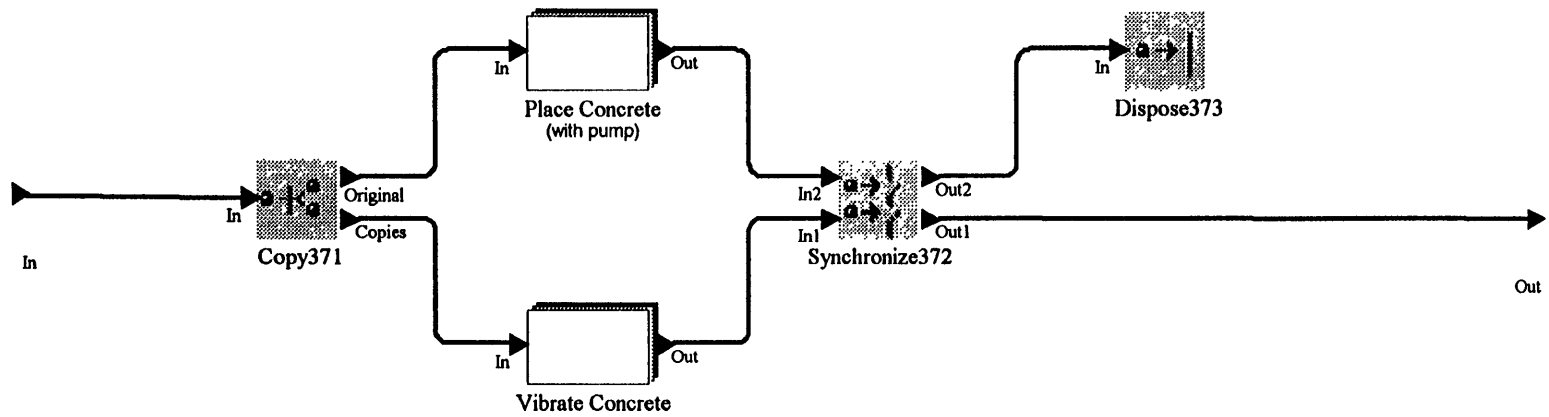 In
Out
Place Concrete
(with pump)
In
Dispose373
Original
In
Copies
Copy371
In2
In1
Out2
Out1
Synchronize372
In
Out
In
Out
Vibrate Concrete